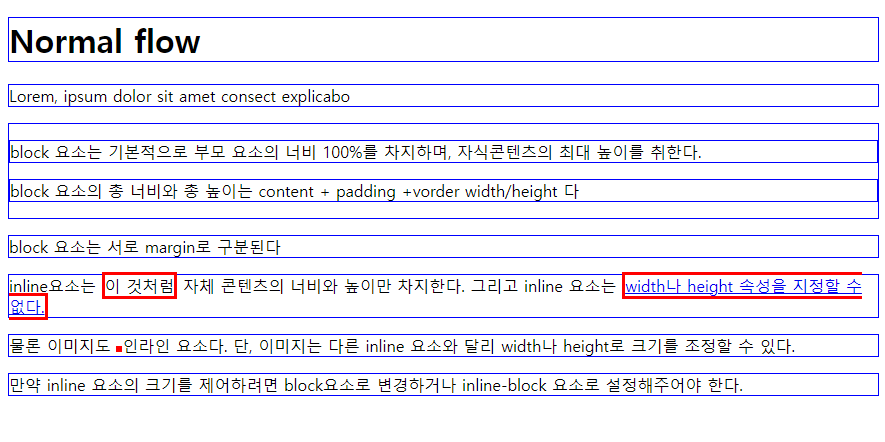 Normal flow
Lorem, ipsum dolor sit amet consect explicabo
block 요소는 기본적으로 부모 요소의 너비 100%를 차지하며, 자식콘텐츠의 최대 높이를 취한다.
block 요소의 총 너비와 총 높이는 content + padding +vorder width/height 다
block 요소는 서로 margin로 구분된다
inline요소는 이 것처럼 자체 콘텐츠의 너비와 높이만 차지한다. 그리고 inline 요소는 width나 height 속성을 지정할 수
없다.
물론 이미지도 인라인 요소다. 단, 이미지는 다른 inline 요소와 달리 width나 height로 크기를 조정할 수 있다.
만약 inline 요소의 크기를 제어하려면 block요소로 변경하거나 inline-block 요소로 설정해주어야 한다.